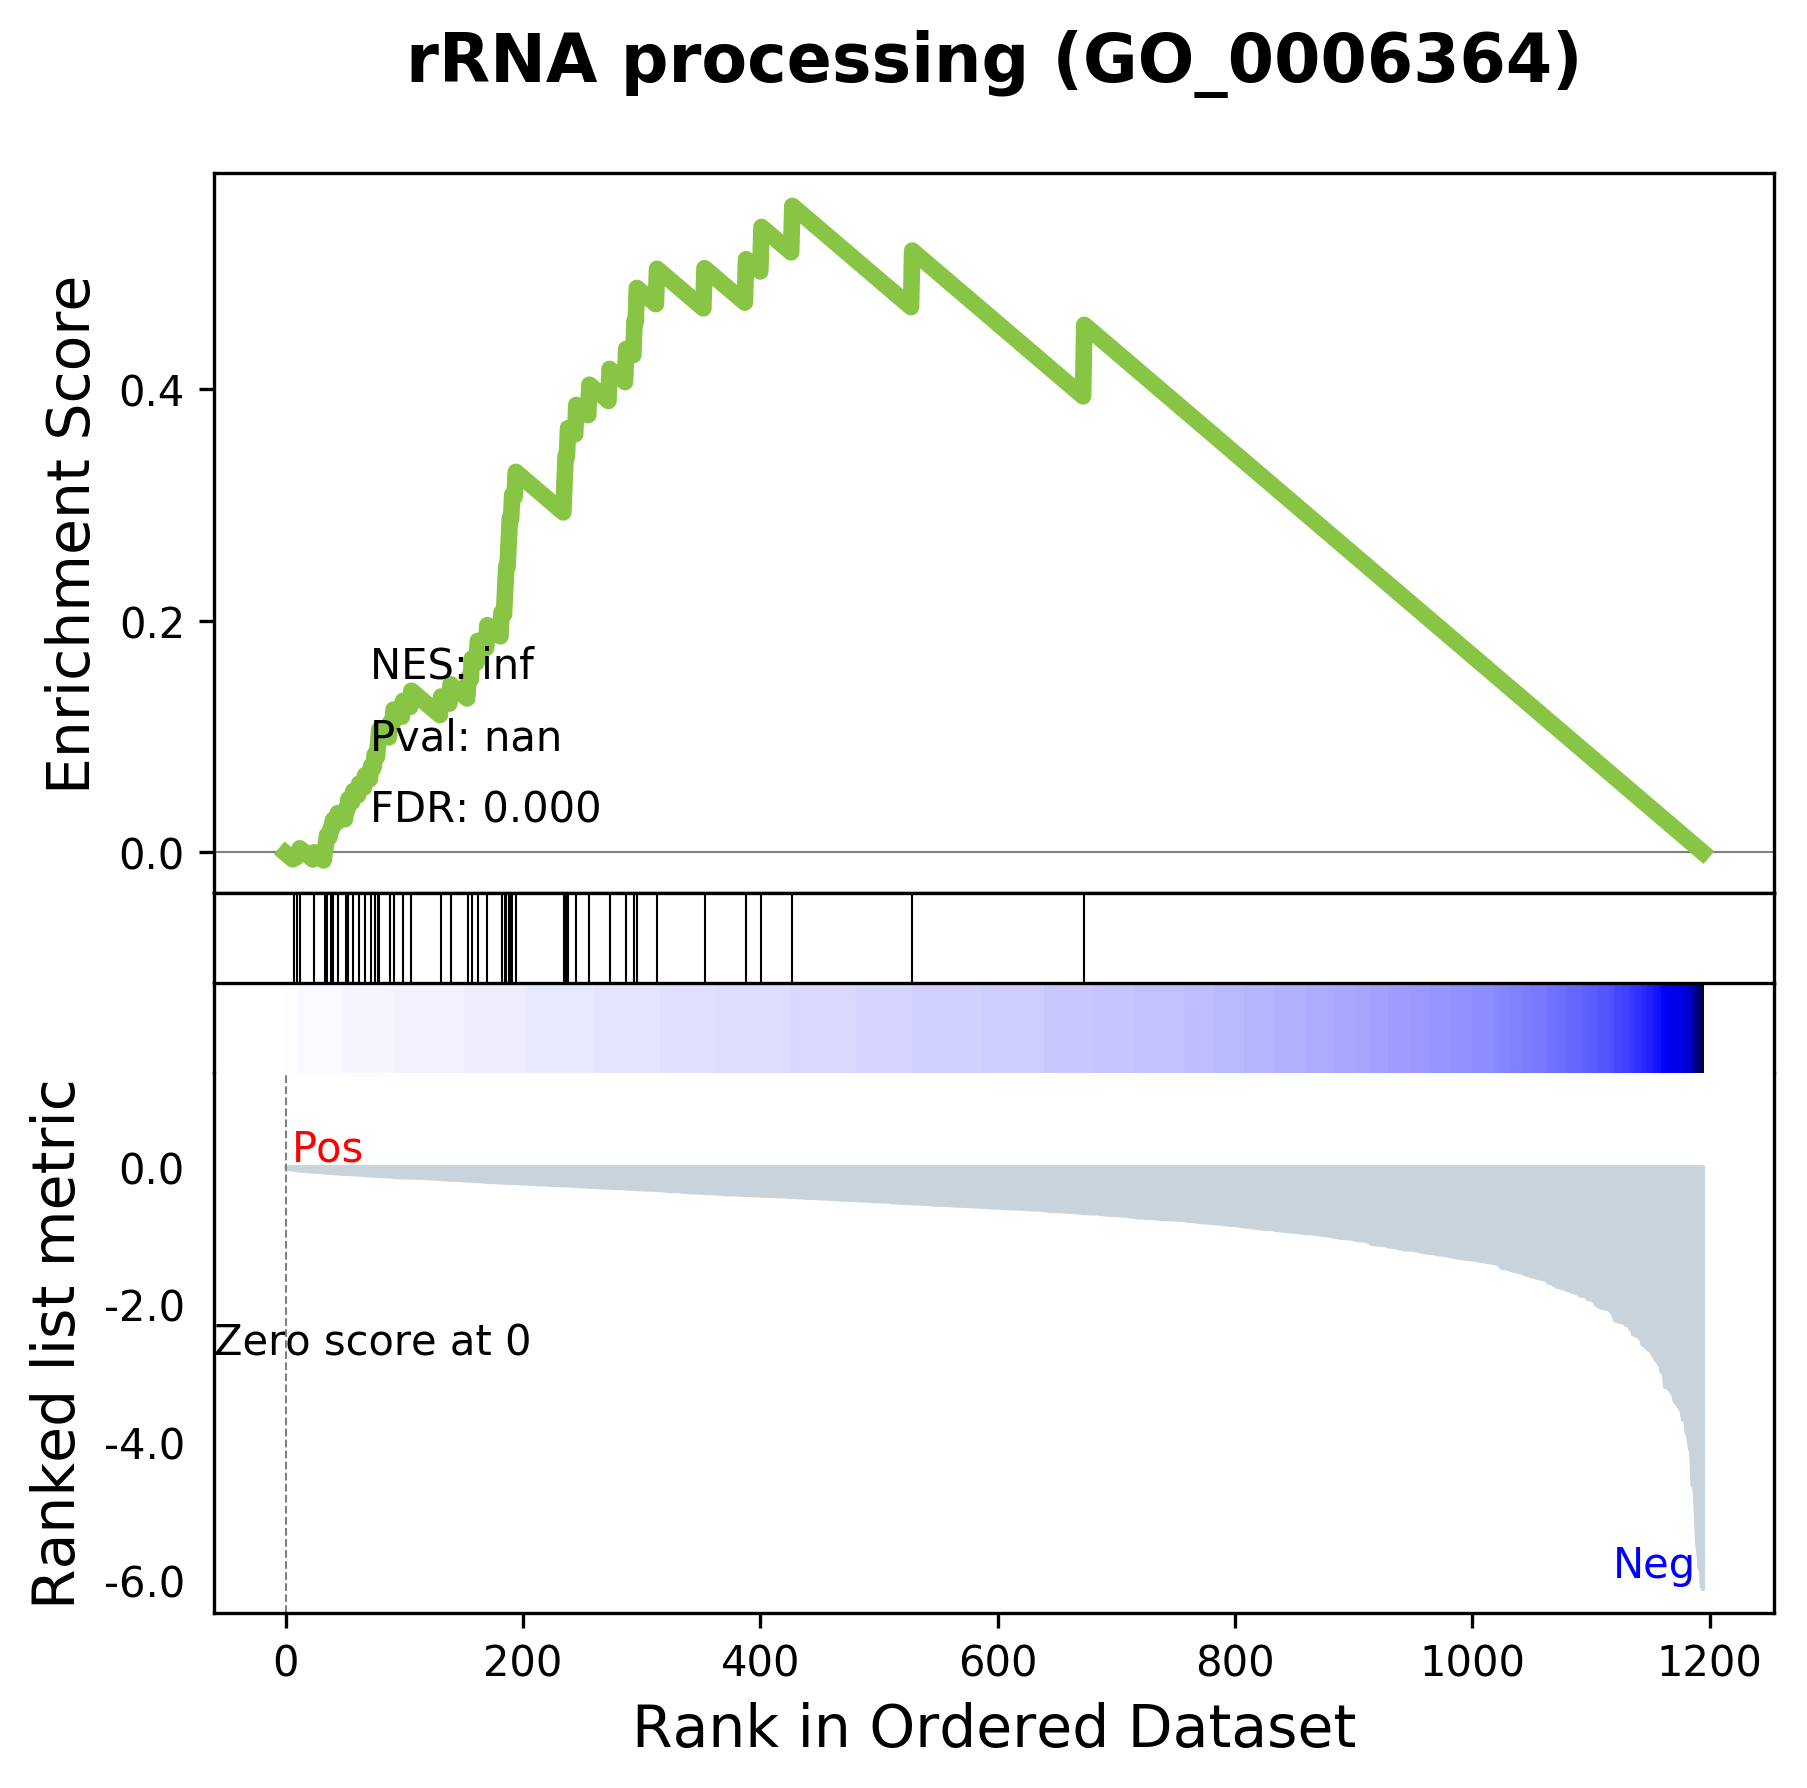 rRNA processing (GO_0006364)
Enrichment Score
0.4
0.2
0.0
NES: inf
Pval: nan
FDR: 0.000
Ranked list metric
Pos
0.0
-2.0
Zero score at 0
-4.0
-6.0
Neg
0 200 400 600 800 1000 1200
Rank in Ordered Dataset